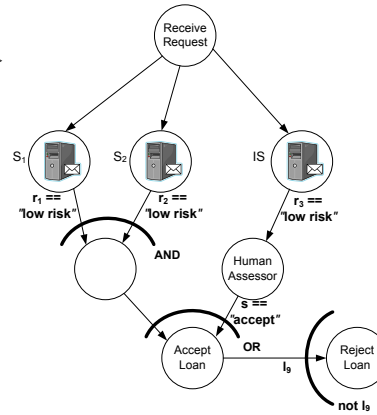 Receive
Request
S1
S2
IS
r1 ==
"low risk"
r2 ==
"low risk"
r3 ==
"low risk"
AND
Human
Assessor
s ==
"accept"
OR
Accept
Loan
l9
Reject
Loan
not l9